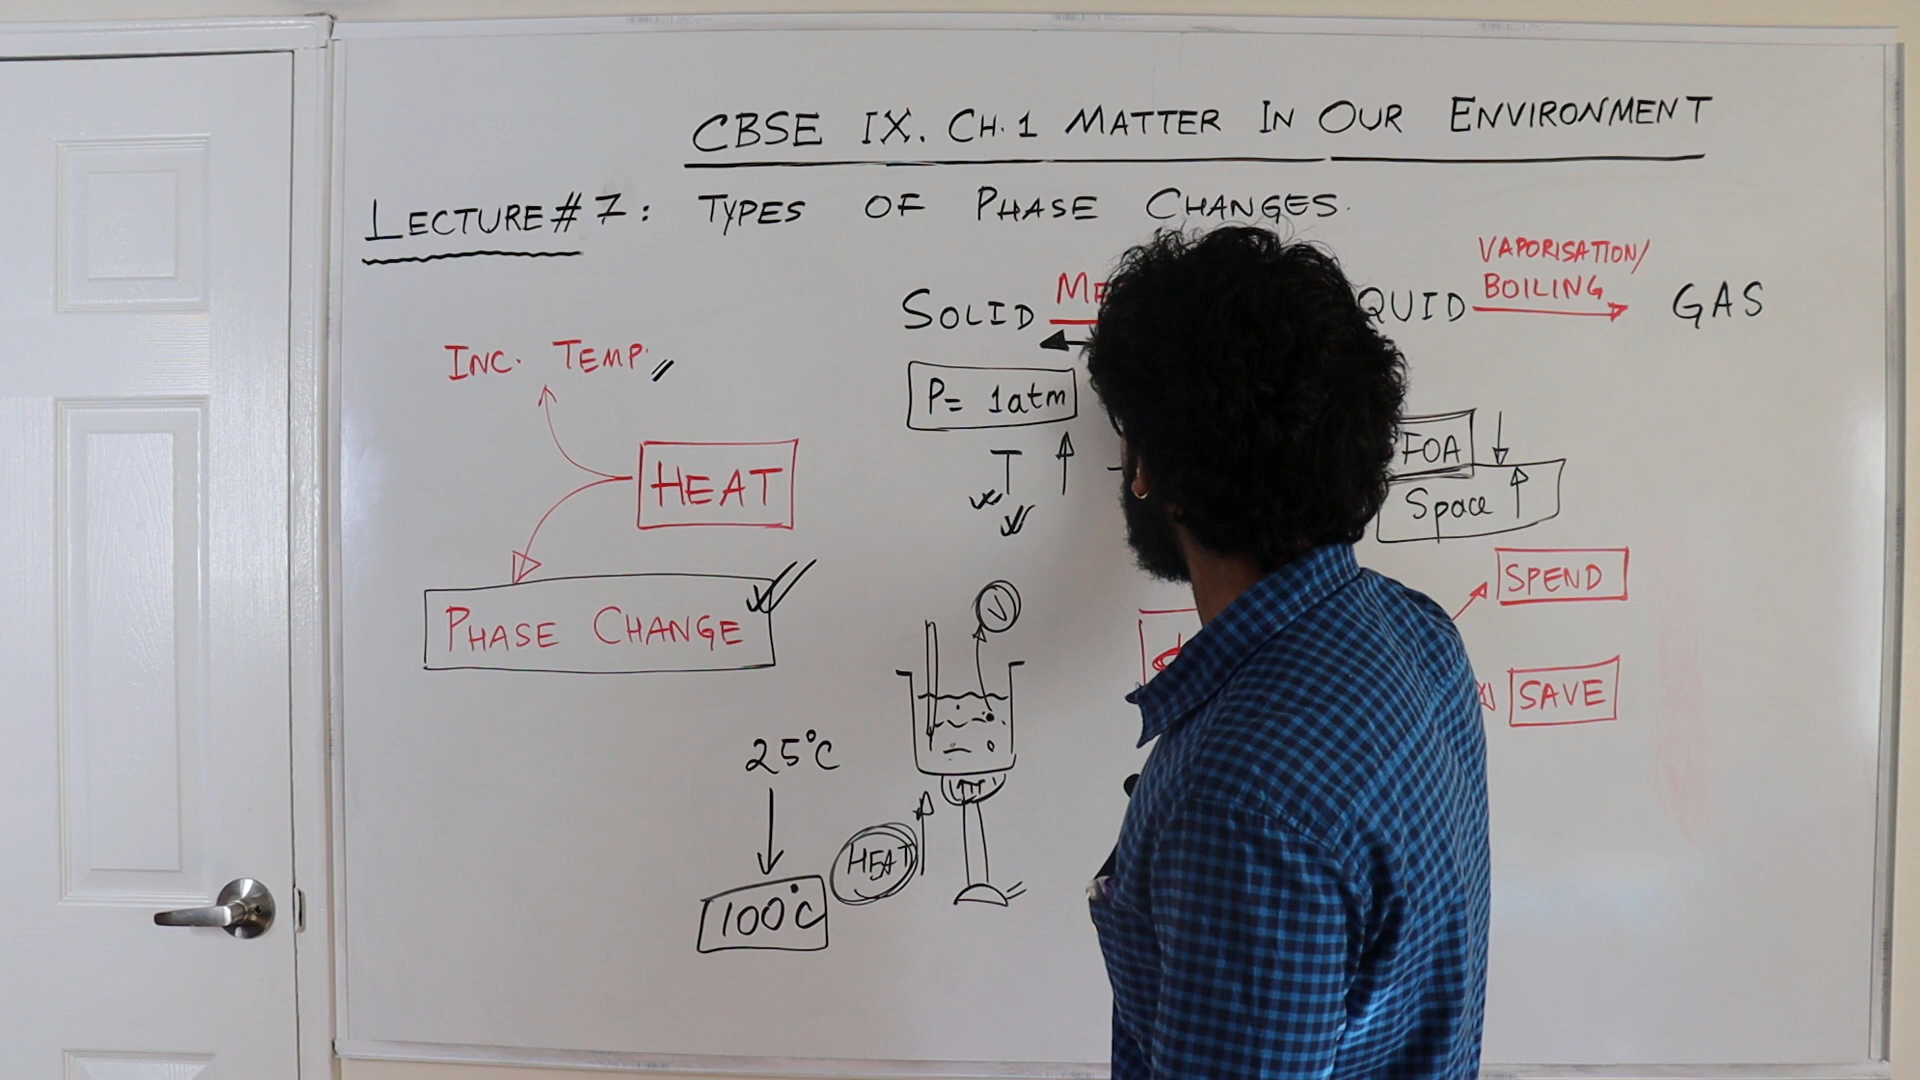 CBSE IX. CH.1 MATTER IN OUR ENVIRONMENT
LECTURE# 7: TYPES OF PHASE CHANGES.
VAPORISATION/
BOILING
SOLID GAS
INC. TEMP.
P= 1atm
T
FOA
HEAT
Space
SPEND
PHASE CHANGE
V
SAVE
25°C
HEAT
100°C